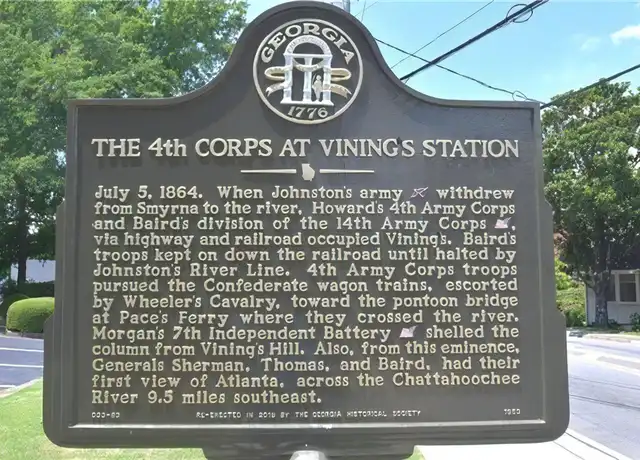 GEORGIA
1776
THE 4th CORPS AT VINING'S STATION
July 5, 1864. When Johnston's army withdrew
from Smyrna to the river, Howard's 4th Army Corps
and Baird's division of the 14th Army Corps ,
via highway and railroad occupied Vining's. Baird's
troops kept on down the railroad until halted by
Johnston's River Line. 4th Army Corps troops
pursued the Confederate wagon trains, escorted
by Wheeler's Cavalry, toward the pontoon bridge
at Pace's Ferry where they crossed the river.
Morgan's 7th Independent Battery shelled the
column from Vining's Hill. Also, from this eminence,
Generals Sherman, Thomas, and Baird, had their
first view of Atlanta, across the Chattahoochee
River 9.5 miles southeast.
RE-ERECTED IN 2018 BY THE GEORGIA HISTORICAL SOCIETY